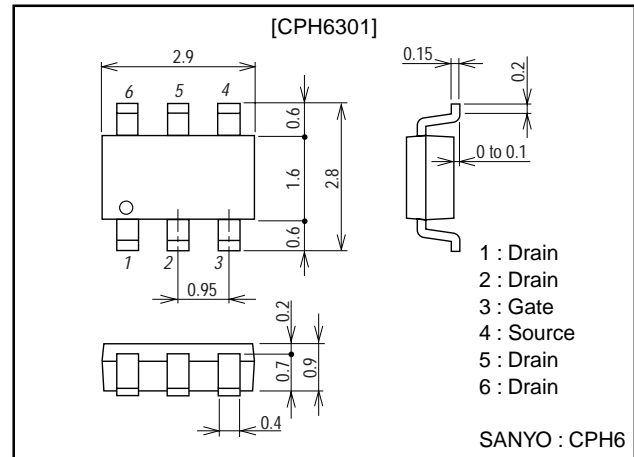 [CPH6301]
2.9
0.15
0.2
6 5 4
0.6
1.6
2.8
0 to 0.1
0.6
1 2 3
0.95
1 : Drain
2 : Drain
3 : Gate
4 : Source
5 : Drain
6 : Drain
0.2
0.7
0.9
0.4
SANYO : CPH6